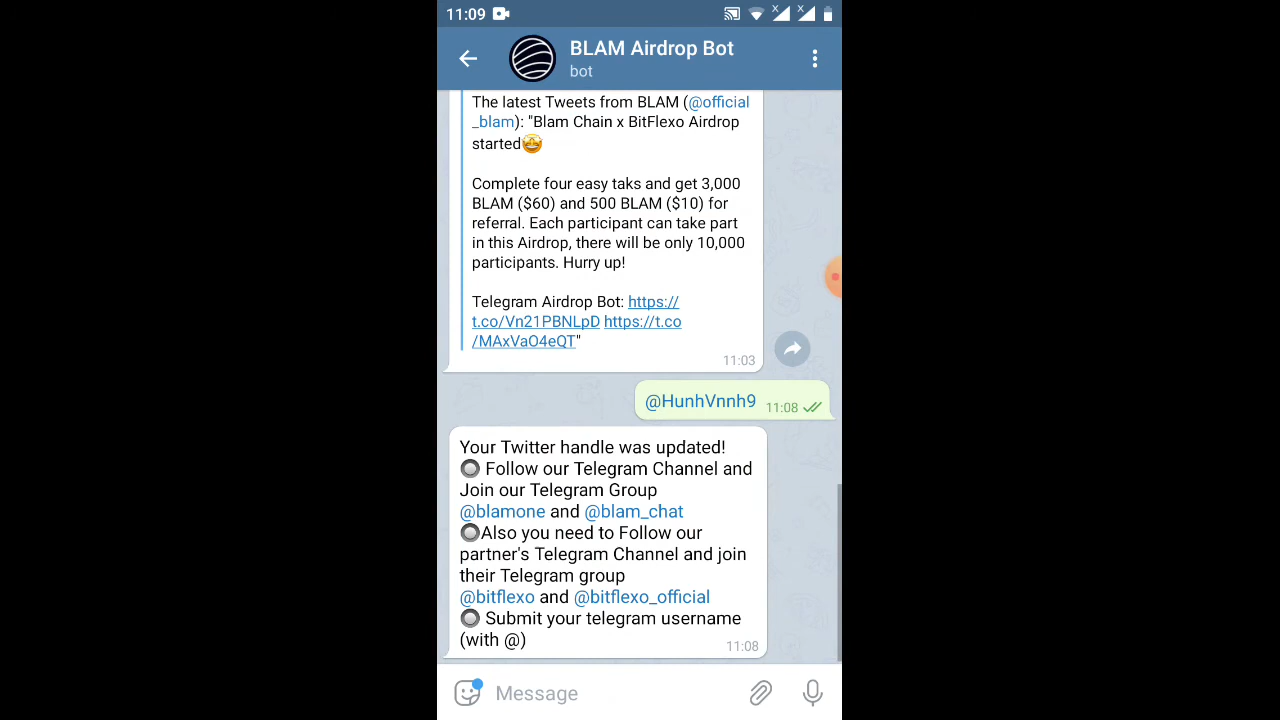 11:09
BLAM Airdrop Bot
bot
The latest Tweets from BLAM (@official
_blam): "Blam Chain x BitFlexo Airdrop
started🤩
Complete four easy taks and get 3,000
BLAM ($60) and 500 BLAM ($10) for
referral. Each participant can take part
in this Airdrop, there will be only 10,000
participants. Hurry up!
Telegram Airdrop Bot: https://
t.co/Vn21PBNLpD https://t.co
/MAxVaO4eQT"
11:03
@HunhVnnh9 11:08
Your Twitter handle was updated!
🔘 Follow our Telegram Channel and
Join our Telegram Group
@blamone and @blam_chat
🔘Also you need to Follow our
partner's Telegram Channel and join
their Telegram group
@bitflexo and @bitflexo_official
🔘 Submit your telegram username
(with @)
11:08
Message